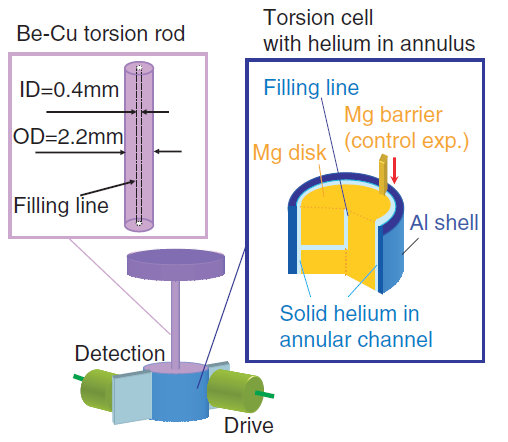 Be-Cu torsion rod
ID=0.4mm
OD=2.2mm
Filling line
Torsion cell
with helium in annulus
Filling line
Mg barrier
(control exp.)
Mg disk
Al shell
Solid helium in
annular channel
Detection
Drive